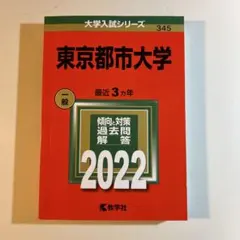 大学入試シリーズ
345
東京都市大学
一般
最近3カ年
傾向と対策
過去問
解答
2022
教学社